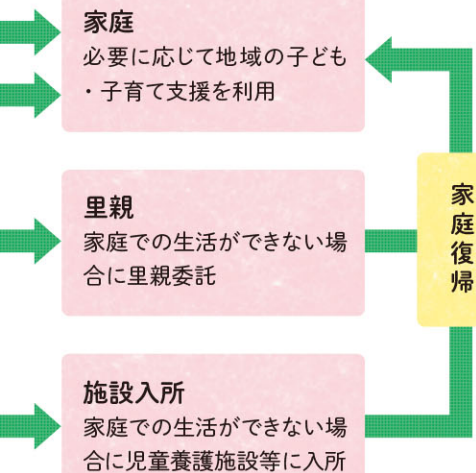 家庭
必要に応じて地域の子ども
・子育て支援を利用
里親
家庭での生活ができない場
合に里親委託
施設入所
家庭での生活ができない場
合に児童養護施設等に入所
家庭復帰